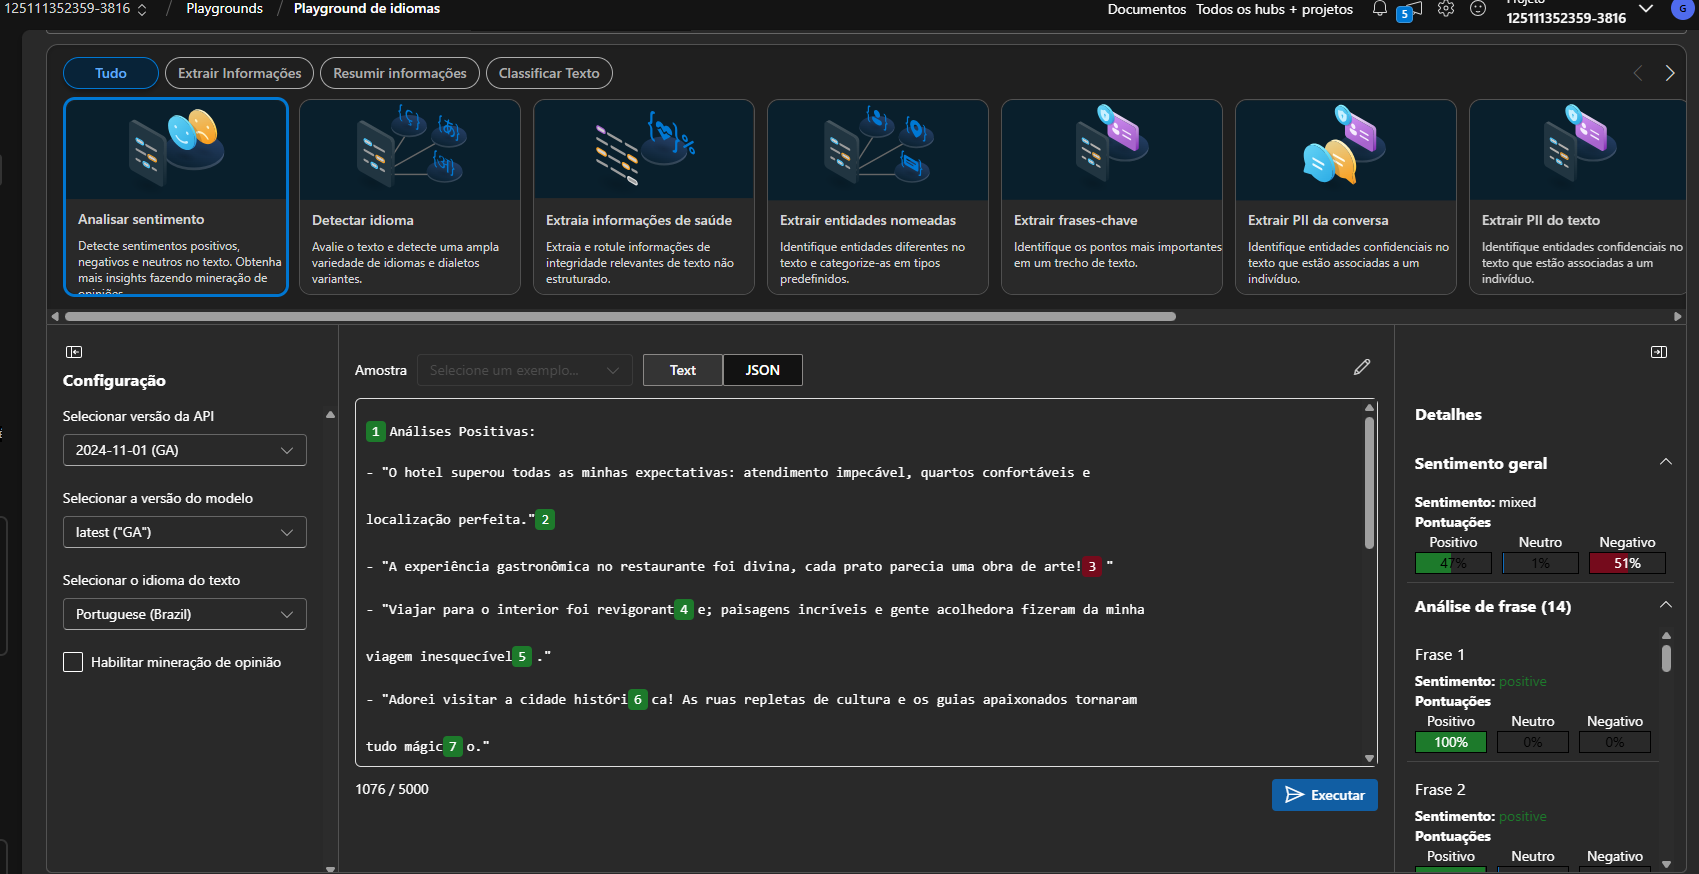 125111352359-3816 / Playgrounds / Playground de idiomas
Documentos Todos os hubs + projetos 5 Projeto
125111352359-3816 G
Tudo Extrair Informações Resumir informações Classificar Texto
Analisar sentimento
Detecte sentimentos positivos,
negativos e neutros no texto. Obtenha
mais insights fazendo mineração de
opiniões.
Detectar idioma
Avalie o texto e detecte uma ampla
variedade de idiomas e dialetos
variantes.
Extraia informações de saúde
Extraia e rotule informações de
integridade relevantes de texto não
estruturado.
Extrair entidades nomeadas
Identifique entidades diferentes no
texto e categorize-as em tipos
predefinidos.
Extrair frases-chave
Identifique os pontos mais importantes
em um trecho de texto.
Extrair PII da conversa
Identifique entidades confidenciais no
texto que estão associadas a um
indivíduo.
Extrair PII do texto
Identifique entidades confidenciais no
texto que estão associadas a um
indivíduo.
Configuração
Selecionar versão da API
2024-11-01 (GA)
Selecionar a versão do modelo
latest ("GA")
Selecionar o idioma do texto
Portuguese (Brazil)
Habilitar mineração de opinião
Amostra Selecione um exemplo... Text JSON
1 Análises Positivas:
- "O hotel superou todas as minhas expectativas: atendimento impecável, quartos confortáveis e
localização perfeita."2
- "A experiência gastronômica no restaurante foi divina, cada prato parecia uma obra de arte!3 "
- "Viajar para o interior foi revigorant4 e; paisagens incríveis e gente acolhedora fizeram da minha
viagem inesquecível5 ."
- "Adorei visitar a cidade históri6 ca! As ruas repletas de cultura e os guias apaixonados tornaram
tudo mágic7 o."
1076 / 5000
Executar
Detalhes
Sentimento geral
Sentimento: mixed
Pontuações
Positivo Neutro Negativo
47% 1% 51%
Análise de frase (14)
Frase 1
Sentimento: positive
Pontuações
Positivo Neutro Negativo
100% 0% 0%
Frase 2
Sentimento: positive
Pontuações
Positivo Neutro Negativo